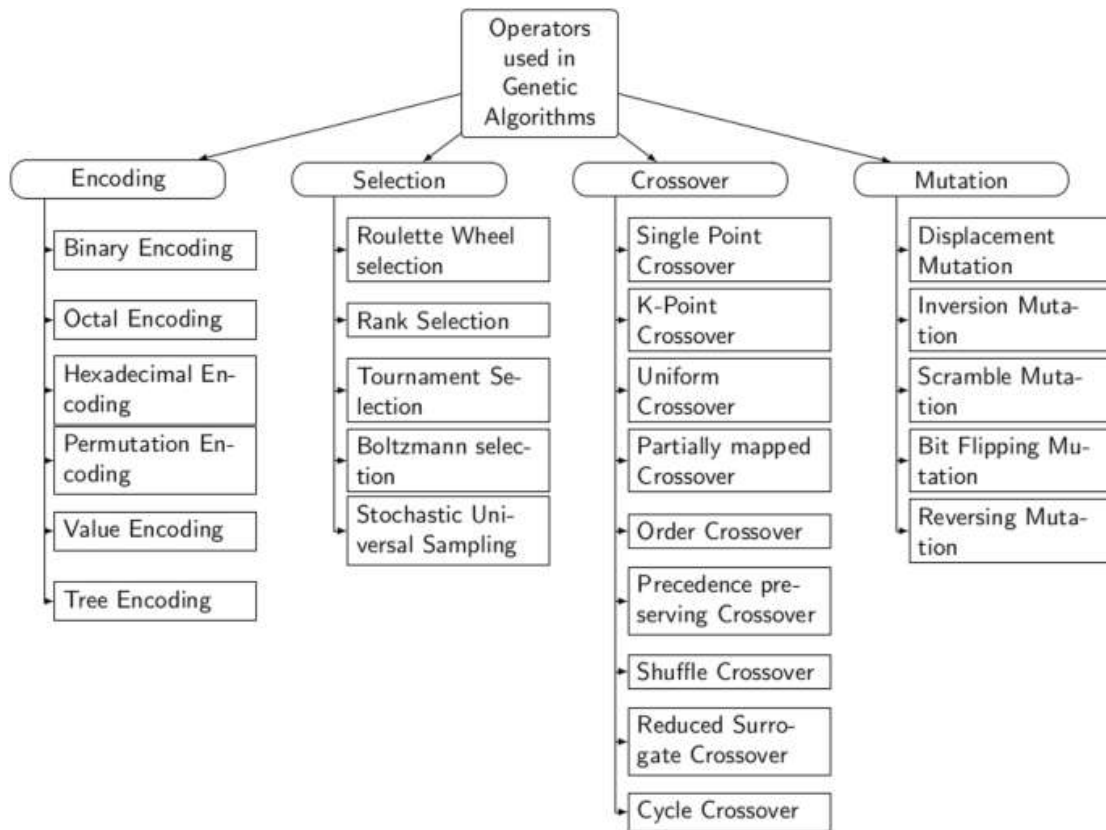 Operators
used in
Genetic
Algorithms
Encoding
Binary Encoding
Octal Encoding
Hexadecimal En-
coding
Permutation En-
coding
Value Encoding
Tree Encoding
Selection
Roulette Wheel
selection
Rank Selection
Tournament Se-
lection
Boltzmann selec-
tion
Stochastic Uni-
versal Sampling
Crossover
Single Point
Crossover
K-Point
Crossover
Uniform
Crossover
Partially mapped
Crossover
Order Crossover
Precedence pre-
serving Crossover
Shuffle Crossover
Reduced Surro-
gate Crossover
Cycle Crossover
Mutation
Displacement
Mutation
Inversion Muta-
tion
Scramble Muta-
tion
Bit Flipping Mu-
tation
Reversing Muta-
tion